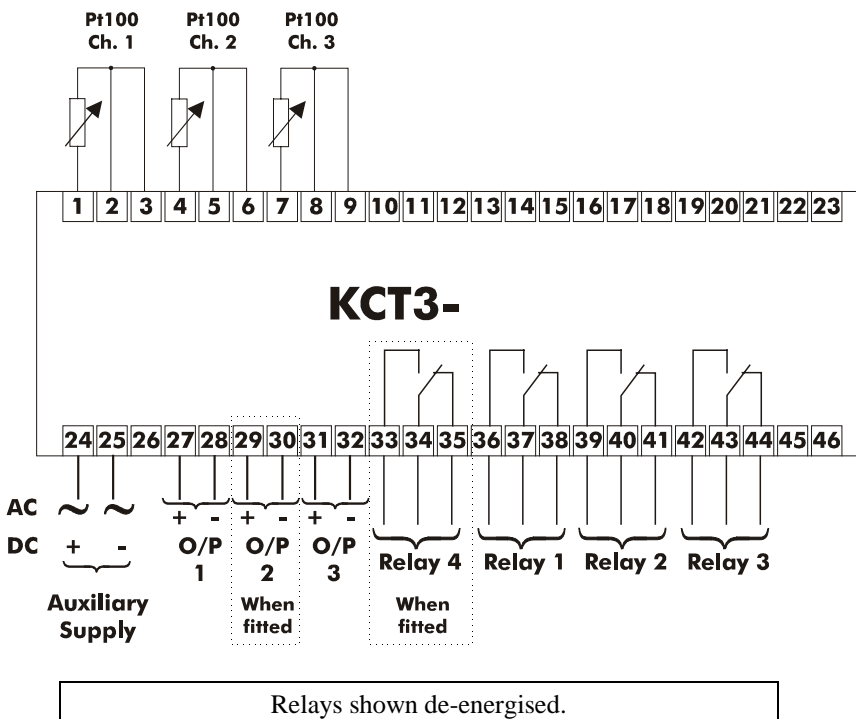 Pt100 Pt100 Pt100
Ch. 1 Ch. 2 Ch. 3
1 2 3 4 5 6 7 8 9 10 11 12 13 14 15 16 17 18 19 20 21 22 23
KCT3-
24 25 26 27 28 29 30 31 32 33 34 35 36 37 38 39 40 41 42 43 44 45 46
AC ~ ~ + - + - + -
DC + - O/P O/P O/P Relay 4 Relay 1 Relay 2 Relay 3
1 2 3
Auxiliary When When
Supply fitted fitted
Relays shown de-energised.